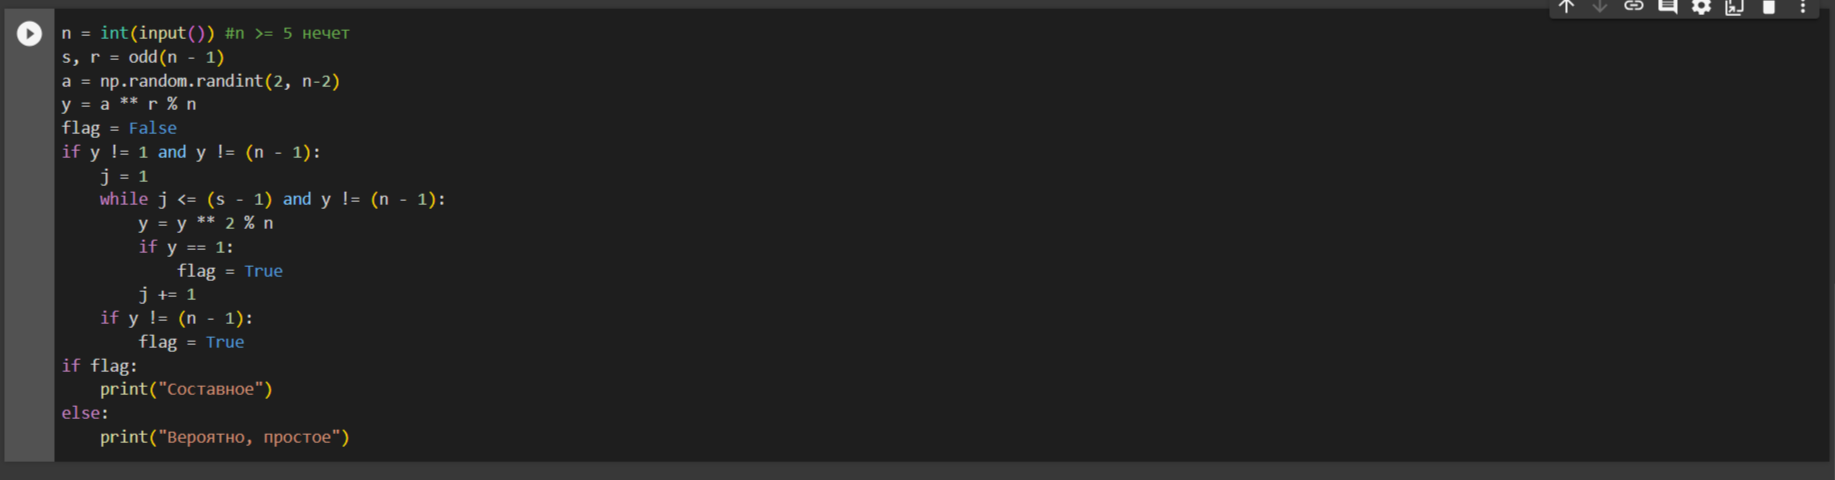 n = int(input()) #n >= 5 нечет
s, r = odd(n - 1)
a = np.random.randint(2, n-2)
y = a ** r % n
flag = False
if y != 1 and y != (n - 1):
    j = 1
    while j <= (s - 1) and y != (n - 1):
        y = y ** 2 % n
        if y == 1:
            flag = True
        j += 1
    if y != (n - 1):
        flag = True
if flag:
    print("Составное")
else:
    print("Вероятно, простое")